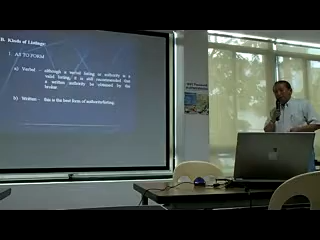 B. Kinds of Listings:
1. AS TO FORM
a) Verbal - although a verbal listing or authority is a
valid listing, it is still recommended that
a written authority be obtained by the
broker.
b) Written - this is the best form of authority/listing.